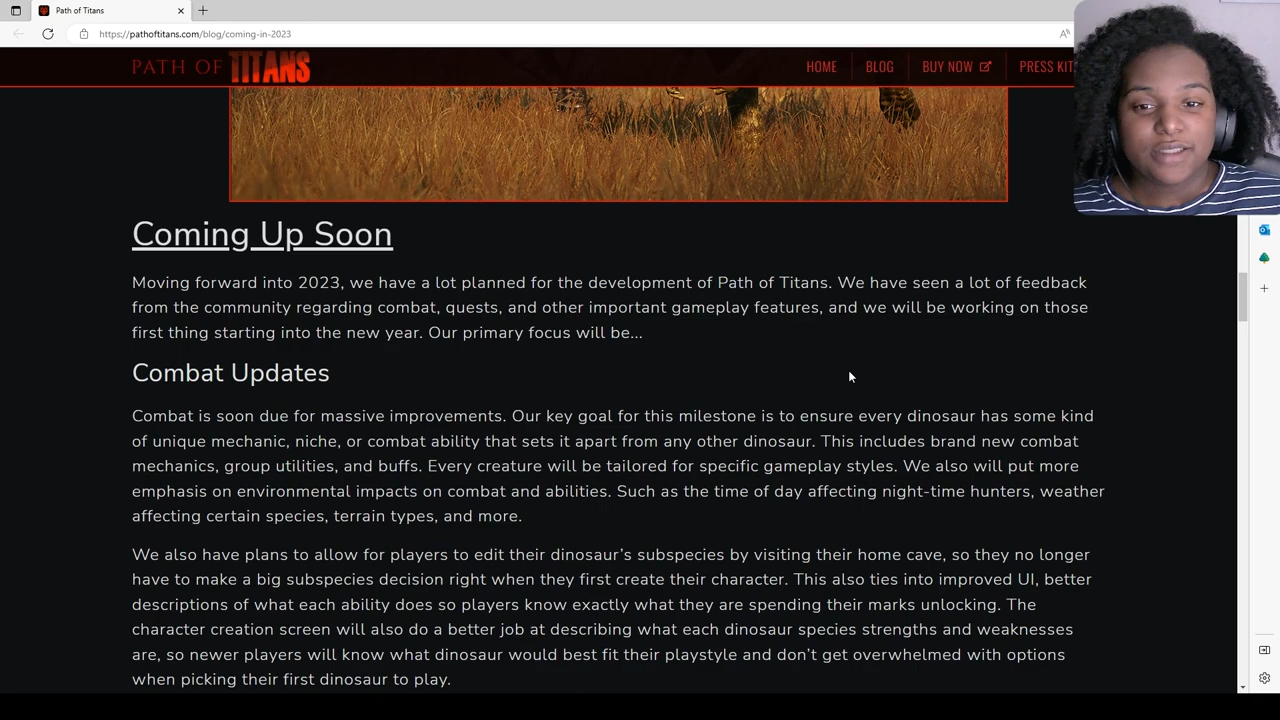 Path of Titans
https://pathoftitans.com/blog/coming-in-2023
PATH OF TITANS
HOME
BLOG
BUY NOW
PRESS KIT
Coming Up Soon
Moving forward into 2023, we have a lot planned for the development of Path of Titans. We have seen a lot of feedback
from the community regarding combat, quests, and other important gameplay features, and we will be working on those
first thing starting into the new year. Our primary focus will be...
Combat Updates
Combat is soon due for massive improvements. Our key goal for this milestone is to ensure every dinosaur has some kind
of unique mechanic, niche, or combat ability that sets it apart from any other dinosaur. This includes brand new combat
mechanics, group utilities, and buffs. Every creature will be tailored for specific gameplay styles. We also will put more
emphasis on environmental impacts on combat and abilities. Such as the time of day affecting night-time hunters, weather
affecting certain species, terrain types, and more.
We also have plans to allow for players to edit their dinosaur's subspecies by visiting their home cave, so they no longer
have to make a big subspecies decision right when they first create their character. This also ties into improved UI, better
descriptions of what each ability does so players know exactly what they are spending their marks unlocking. The
character creation screen will also do a better job at describing what each dinosaur species strengths and weaknesses
are, so newer players will know what dinosaur would best fit their playstyle and don't get overwhelmed with options
when picking their first dinosaur to play.